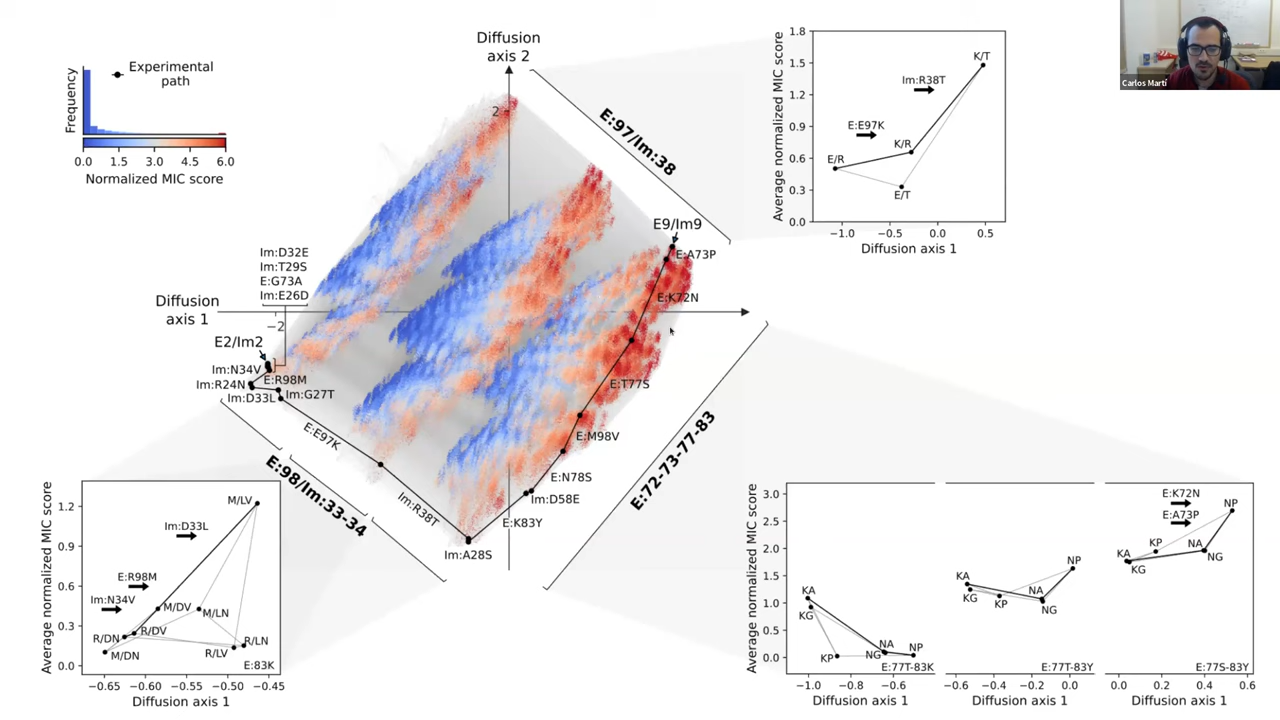 Diffusion
axis 2
2
Experimental
path
Frequency
0.0 1.5 3.0 4.5 6.0
Normalized MIC score
E:97/Im:38
E9/Im9
E:A73P
E:K72N
Im:D32E
Im:T29S
E:G73A
Im:E26D
Diffusion
axis 1
−2
E2/Im2
Im:N34V
E:R98M
Im:R24N
Im:G27T
Im:D33L
E:E97K
E:T77S
E:M98V
E:N78S
Im:D58E
Im:R38T
E:K83Y
Im:A28S
E:98/Im:33-34
E:72-73-77-83
Average normalized MIC score
1.8
1.5
1.2
0.9
0.6
0.3
0.0
K/T
Im:R38T
E:E97K
K/R
E/R
E/T
−1.0 −0.5 0.0 0.5
Diffusion axis 1
Carlos Martí
Average normalized MIC score
1.2
0.9
0.6
0.3
0.0
M/LV
Im:D33L
E:R98M
Im:N34V
M/DV
M/LN
R/DN
R/DV
R/LN
R/LV
M/DN
E:83K
−0.65 −0.60 −0.55 −0.50 −0.45
Diffusion axis 1
Average normalized MIC score
3.0
2.5
2.0
1.5
1.0
0.5
0.0
KA
KG
KP
NA
NG
NP
E:77T-83K
−1.0 −0.8 −0.6
Diffusion axis 1
KA
KG
KP
NA
NG
NP
E:77T-83Y
−0.6 −0.4 −0.2 0.0
Diffusion axis 1
E:K72N
E:A73P
NP
KA
KP
NA
KG
NG
E:77S-83Y
0.0 0.2 0.4 0.6
Diffusion axis 1